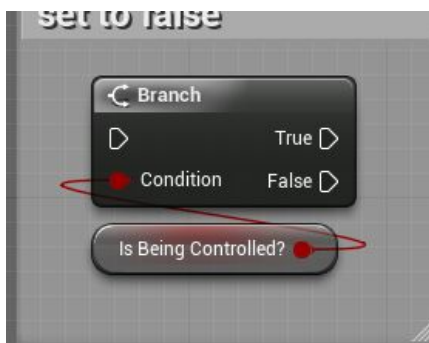 set to false
Branch
True
Condition False
Is Being Controlled?